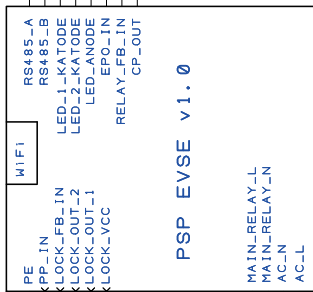 RS485_A
RS485_B
LED_1_KATODE
LED_2_KATODE
LED_ANODE
EPO_IN
RELAY_FB_IN
CP_OUT
WiFi
PE
PP_IN
LOCK_FB_IN
LOCK_OUT_2
LOCK_OUT_1
LOCK_VCC
PSP EVSE v1.0
MAIN_RELAY_L
MAIN_RELAY_N
AC_N
AC_L